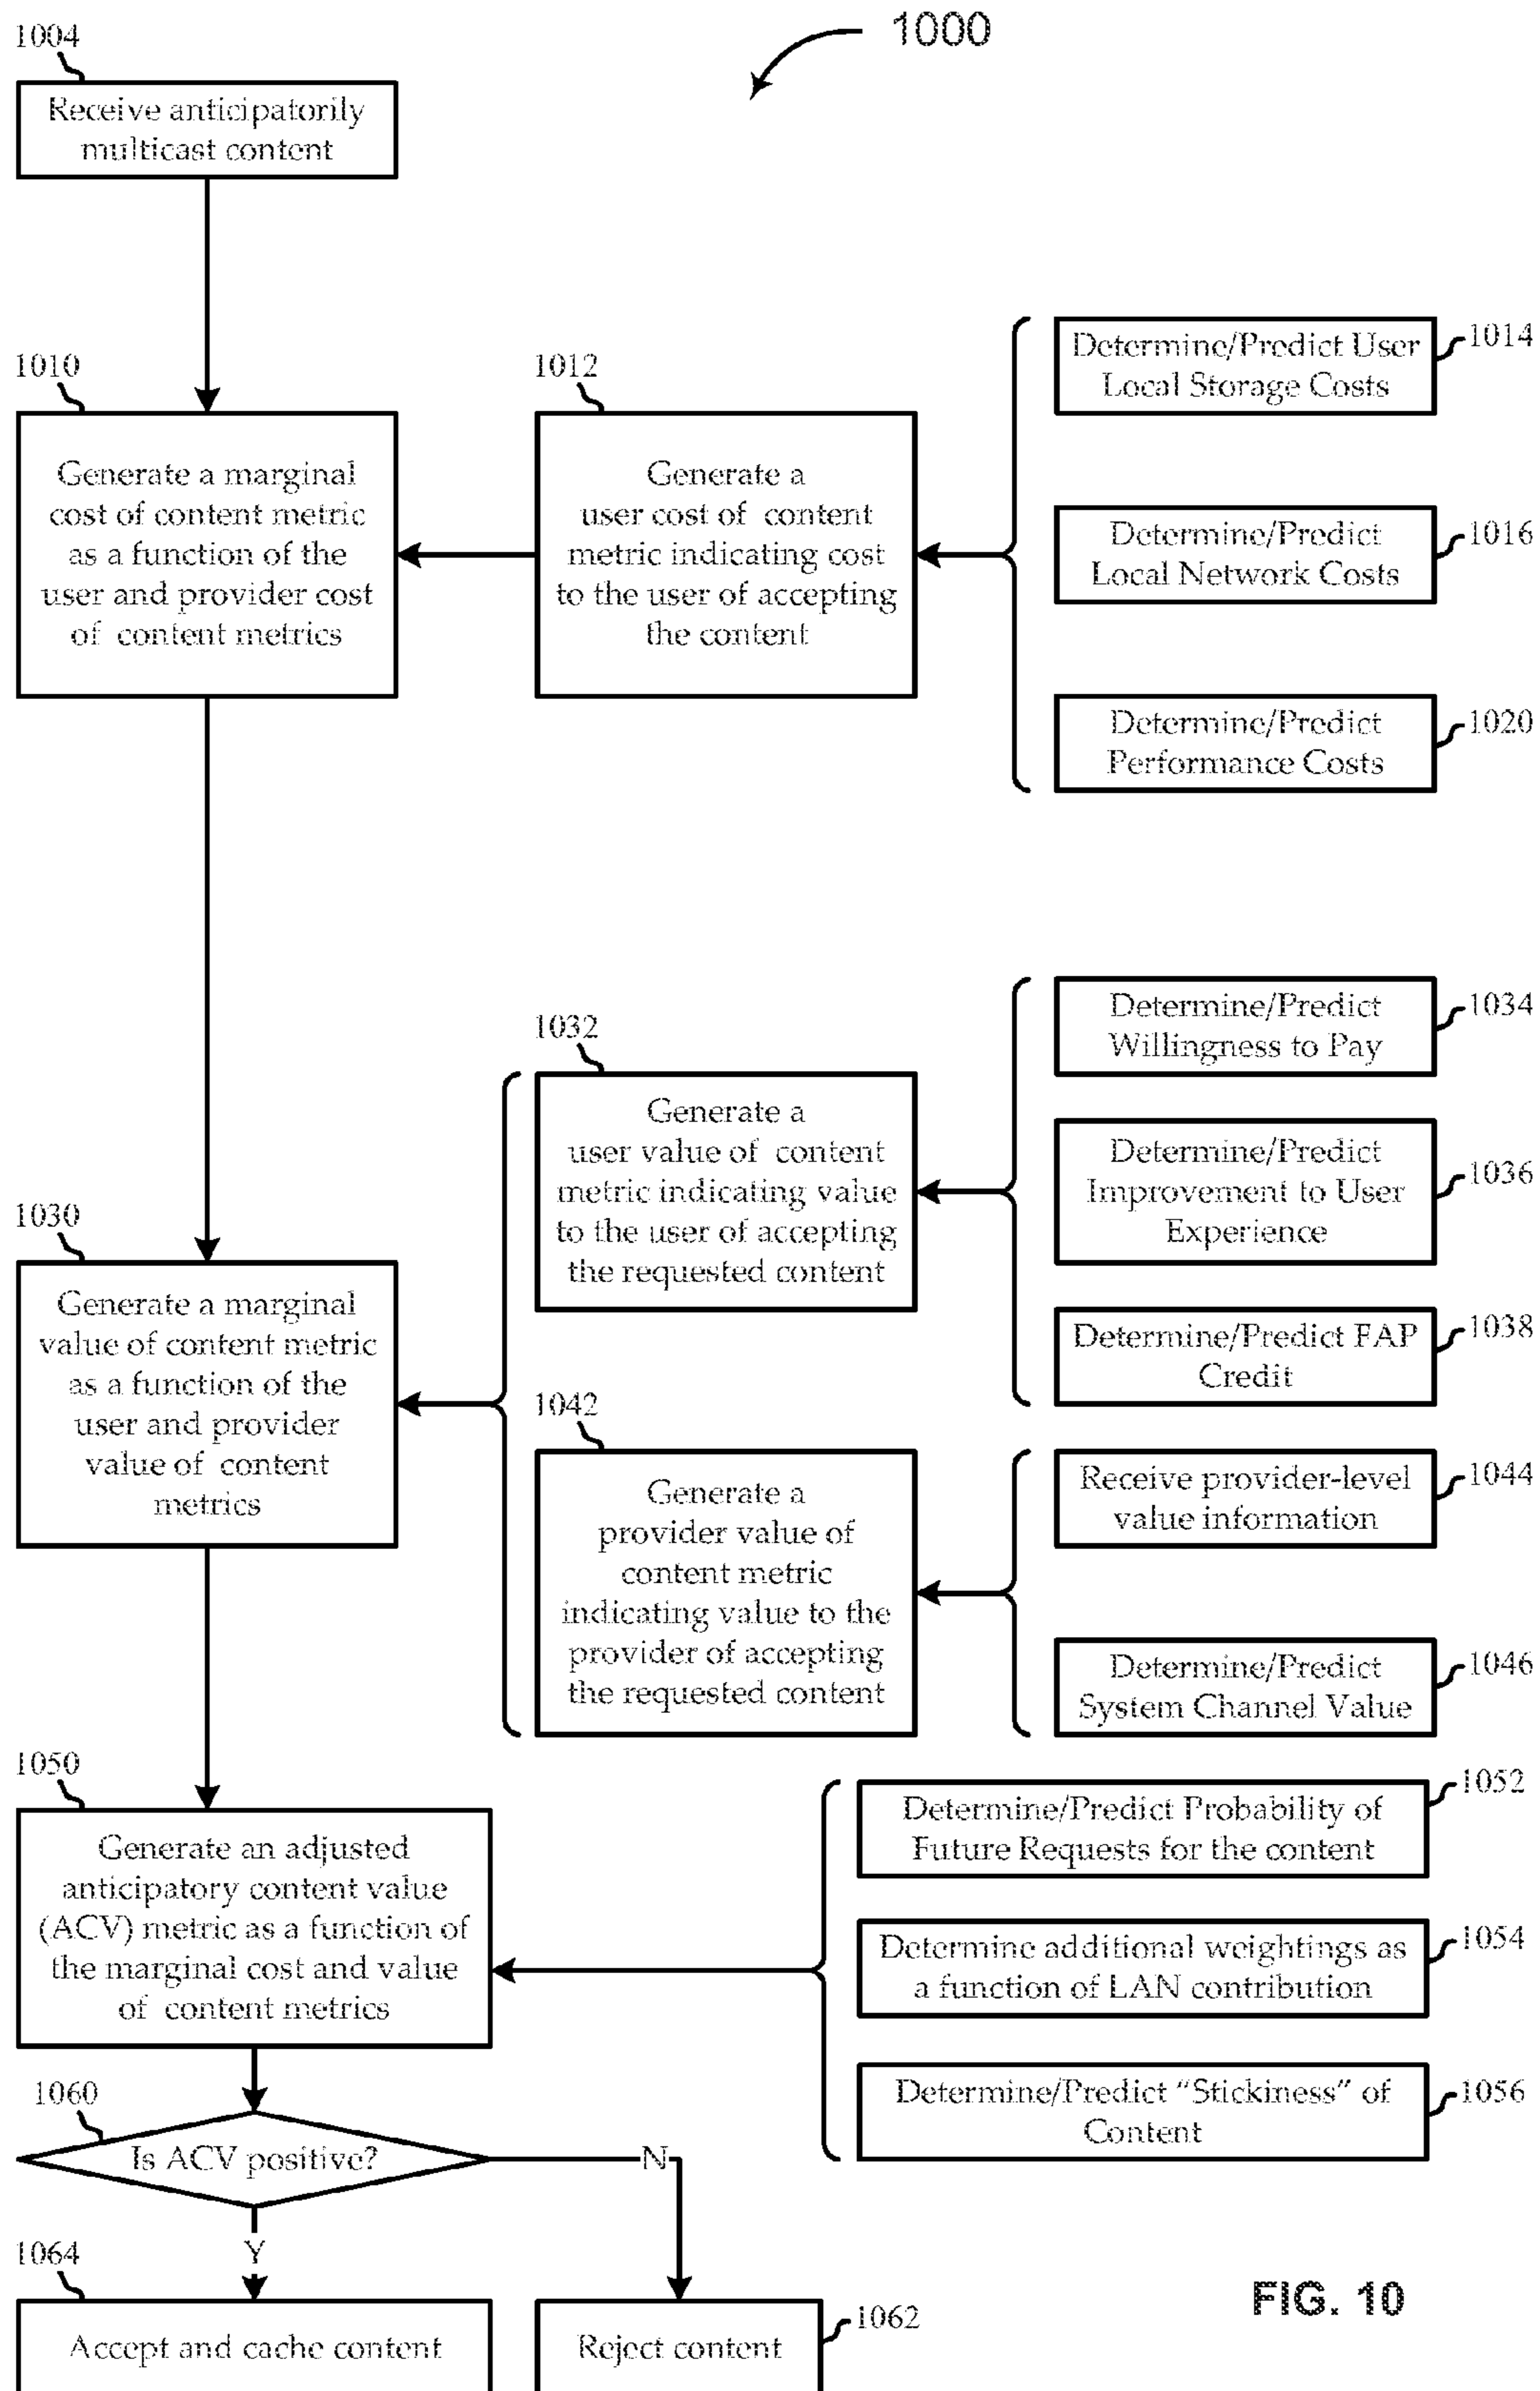 1000
1004
Receive anticipatorily
multicast content
1010
Generate a marginal
cost of content metric
as a function of the
user and provider cost
of content metrics
1012
Generate a
user cost of content
metric indicating cost
to the user of accepting
the content
Determine/Predict User
Local Storage Costs
1014
Determine/Predict
Local Network Costs
1016
Determine/Predict
Performance Costs
1020
1030
Generate a marginal
value of content metric
as a function of the
user and provider
value of content
metrics
1032
Generate a
user value of content
metric indicating value
to the user of accepting
the requested content
Determine/Predict
Willingness to Pay
1034
Determine/Predict
Improvement to User
Experience
1036
Determine/Predict FAP
Credit
1038
1042
Generate a
provider value of
content metric
indicating value to the
provider of accepting
the requested content
Receive provider-level
value information
1044
Determine/Predict
System Channel Value
1046
1050
Generate an adjusted
anticipatory content value
(ACV) metric as a function of
the marginal cost and value
of content metrics
Determine/Predict Probability of
Future Requests for the content
1052
Determine additional weightings as
a function of LAN contribution
1054
Determine/Predict “Stickiness” of
Content
1056
1060
Is ACV positive?
N
Y
1064
Accept and cache content
Reject content
1062
FIG. 10